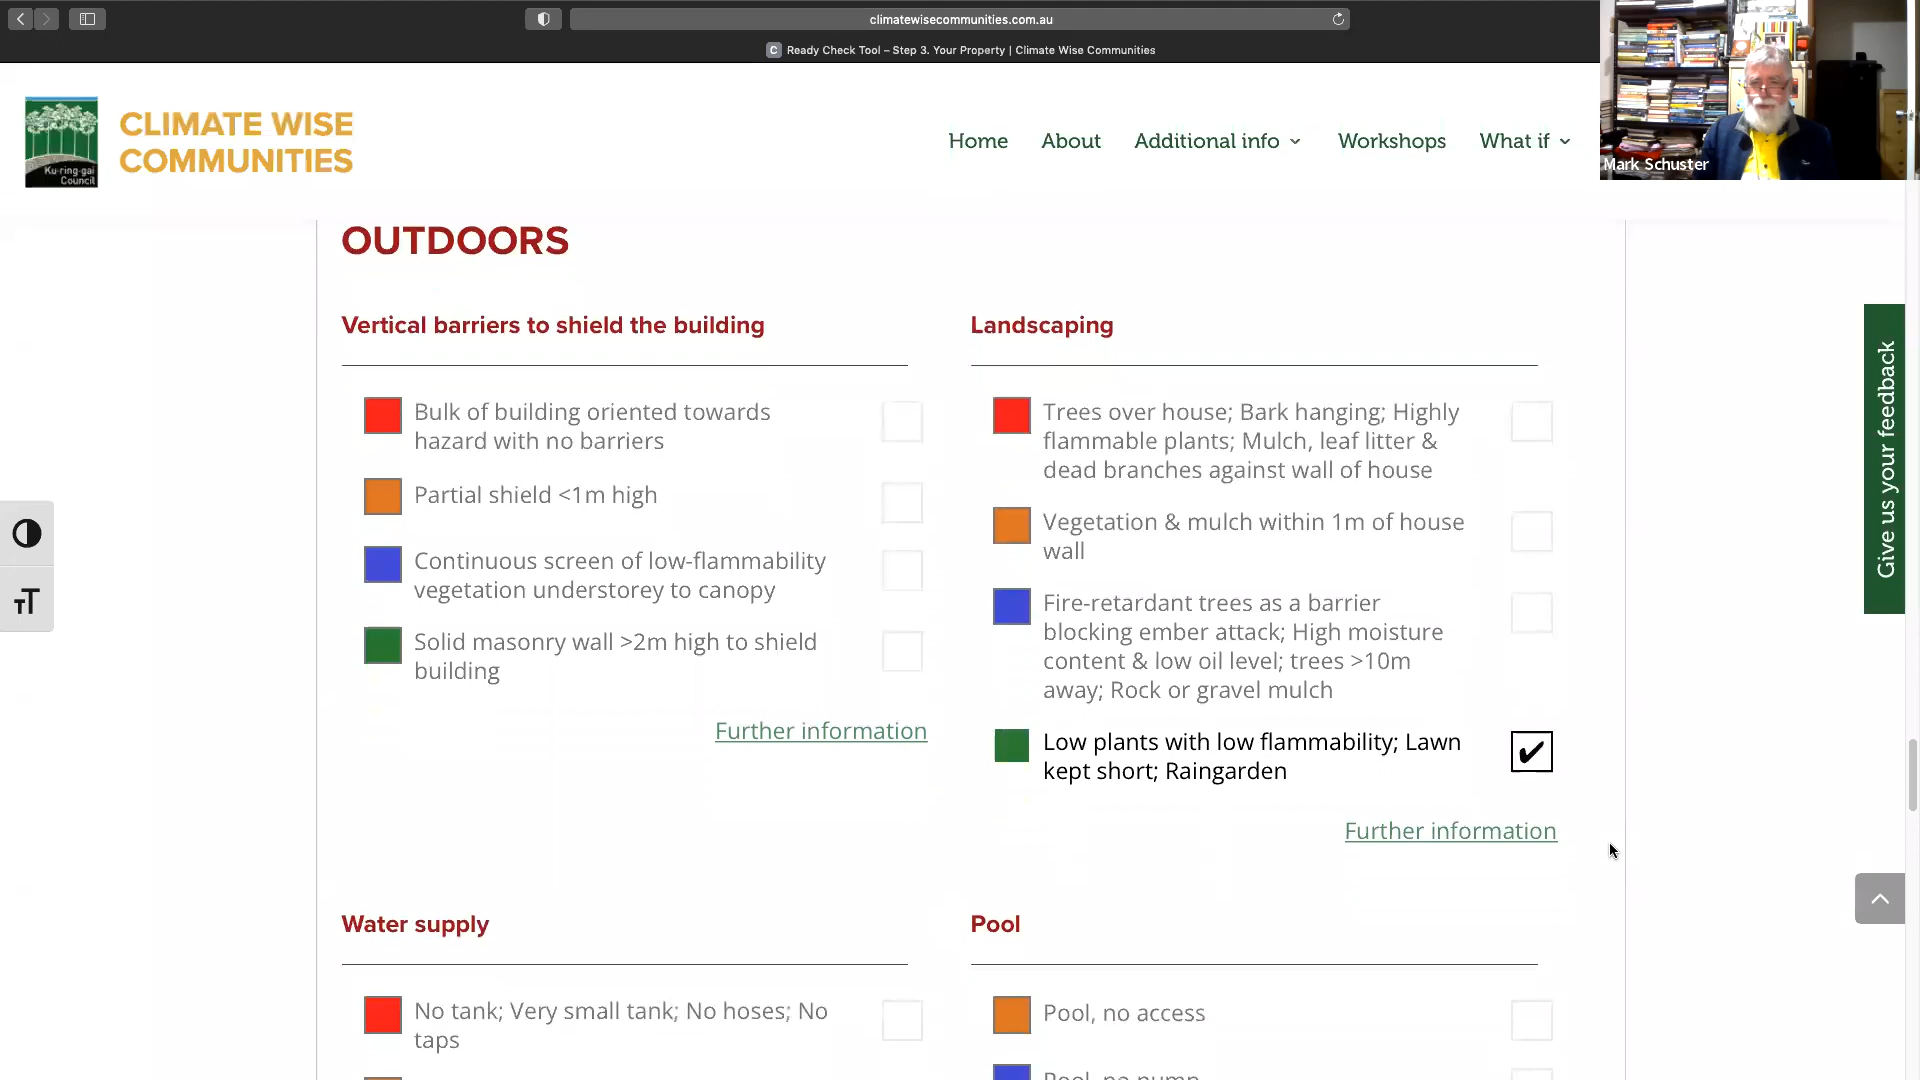 climatewisecommunities.com.au
C Ready Check Tool – Step 3. Your Property | Climate Wise Communities
Mark Schuster
Ku-ring-gai
Council
CLIMATE WISE
COMMUNITIES
Home
About
Additional info
Workshops
What if
OUTDOORS
Vertical barriers to shield the building
Bulk of building oriented towards
hazard with no barriers
Partial shield <1m high
Continuous screen of low-flammability
vegetation understorey to canopy
Solid masonry wall >2m high to shield
building
Further information
Landscaping
Trees over house; Bark hanging; Highly
flammable plants; Mulch, leaf litter &
dead branches against wall of house
Vegetation & mulch within 1m of house
wall
Fire-retardant trees as a barrier
blocking ember attack; High moisture
content & low oil level; trees >10m
away; Rock or gravel mulch
Low plants with low flammability; Lawn
kept short; Raingarden
Further information
Water supply
No tank; Very small tank; No hoses; No
taps
Pool
Pool, no access
Pool, no pump
Give us your feedback
TT